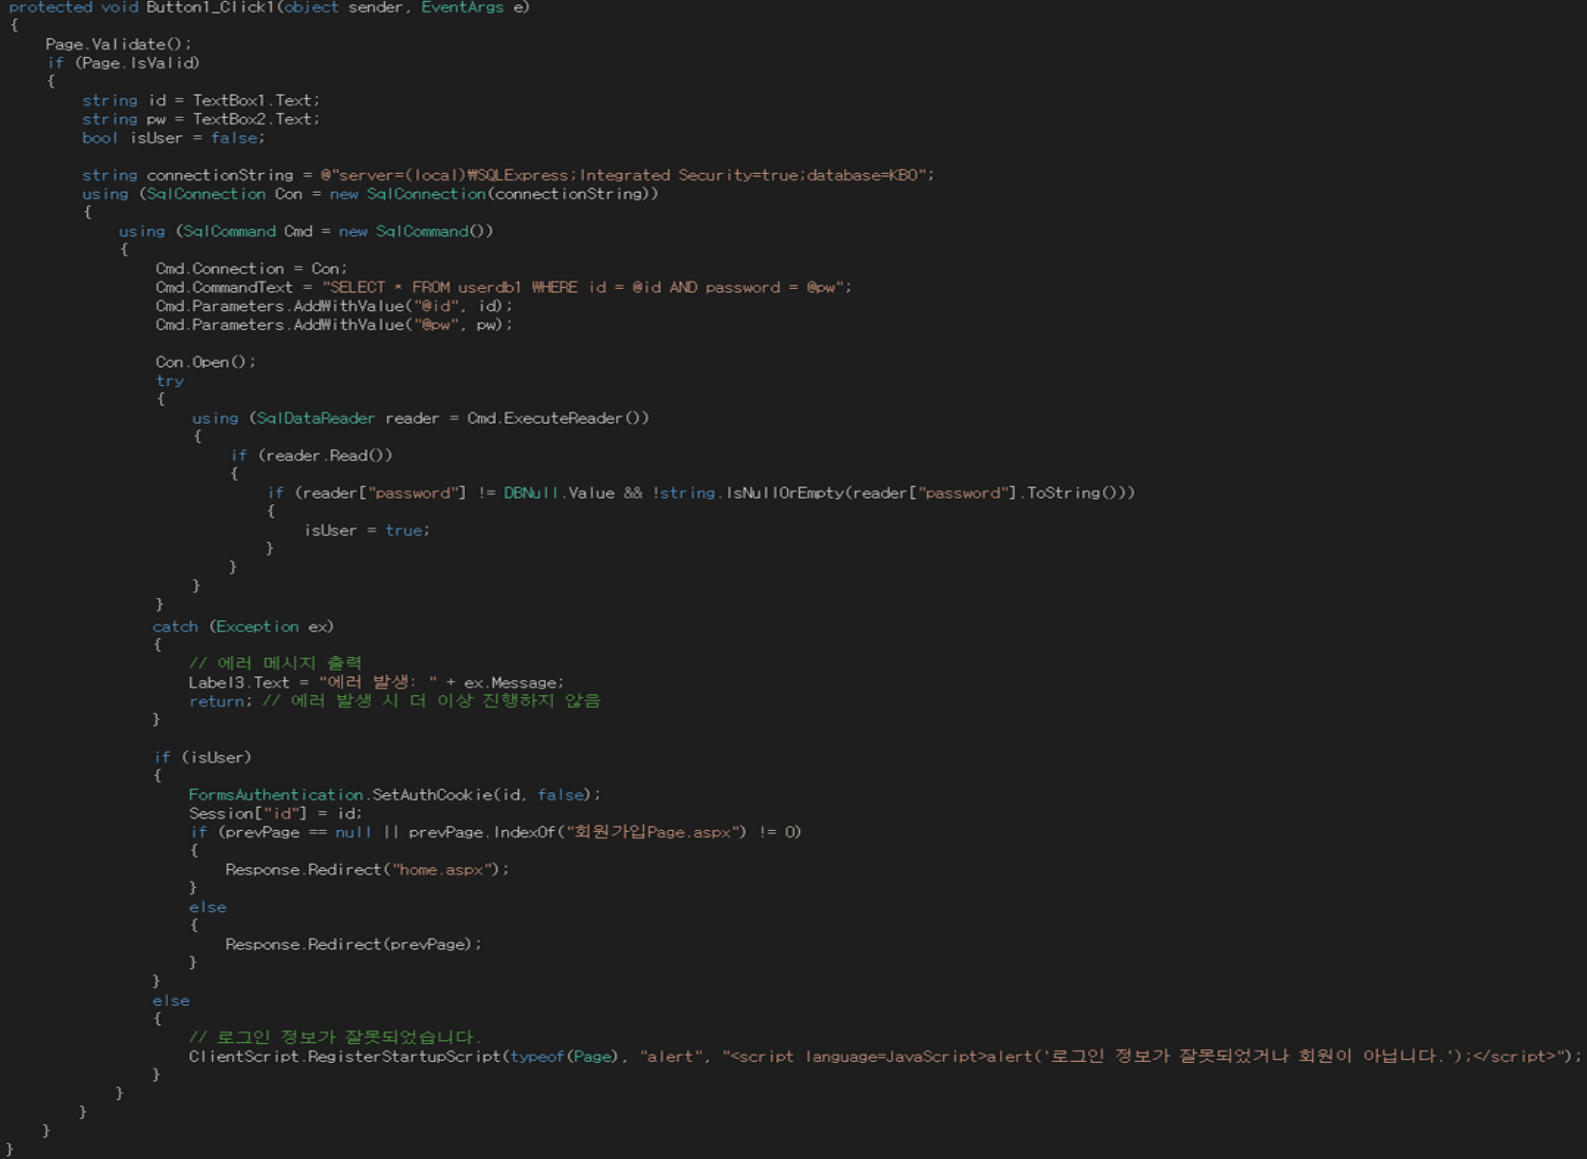 protected void Button1_Click1(object sender, EventArgs e)
{
    Page.Validate();
    if (Page.IsValid)
    {
        string id = TextBox1.Text;
        string pw = TextBox2.Text;
        bool isUser = false;

        string connectionString = @"server=(local)₩SQLExpress;Integrated Security=true;database=KBO";
        using (SqlConnection Con = new SqlConnection(connectionString))
        {
            using (SqlCommand Cmd = new SqlCommand())
            {
                Cmd.Connection = Con;
                Cmd.CommandText = "SELECT * FROM userdb1 WHERE id = @id AND password = @pw";
                Cmd.Parameters.AddWithValue("@id", id);
                Cmd.Parameters.AddWithValue("@pw", pw);

                Con.Open();
                try
                {
                    using (SqlDataReader reader = Cmd.ExecuteReader())
                    {
                        if (reader.Read())
                        {
                            if (reader["password"] != DBNull.Value && !string.IsNullOrEmpty(reader["password"].ToString()))
                            {
                                isUser = true;
                            }
                        }
                    }
                }
                catch (Exception ex)
                {
                    // 에러 메시지 출력
                    Label3.Text = "에러 발생: " + ex.Message;
                    return; // 에러 발생 시 더 이상 진행하지 않음
                }

                if (isUser)
                {
                    FormsAuthentication.SetAuthCookie(id, false);
                    Session["id"] = id;
                    if (prevPage == null || prevPage.IndexOf("회원가입Page.aspx") != 0)
                    {
                        Response.Redirect("home.aspx");
                    }
                    else
                    {
                        Response.Redirect(prevPage);
                    }
                }
                else
                {
                    // 로그인 정보가 잘못되었습니다.
                    ClientScript.RegisterStartupScript(typeof(Page), "alert", "<script language=JavaScript>alert('로그인 정보가 잘못되었거나 회원이 아닙니다.');</script>");
                }
            }
        }
    }
}